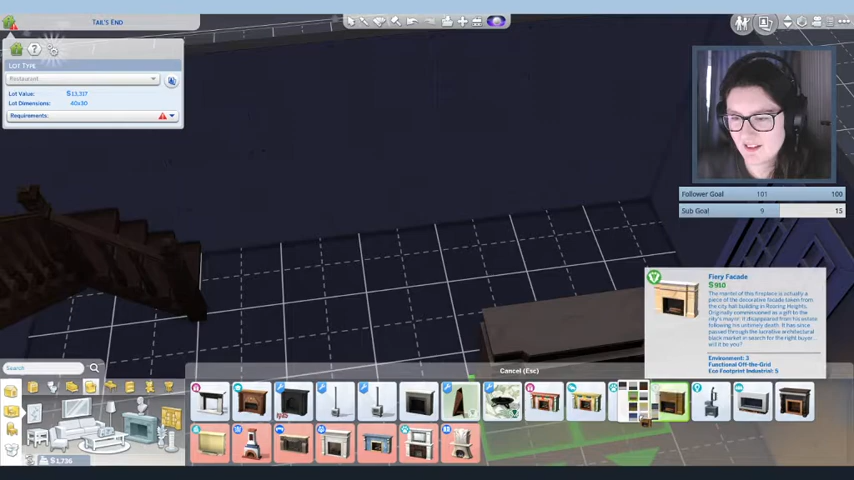 TAIL'S END
LOT TYPE
Restaurant
Lot Value: $13,317
Lot Dimensions: 40x30
Requirements:
Follower Goal 101 100
Sub Goal 9 15
Fiery Facade
$910
The mantel of this fireplace is actually a
piece of the decorative facade taken from
the city hall building in Roaring Heights.
Originally commissioned as a gift to the
city's mayor, it disappeared from his estate
following his untimely death. It has since
passed through the lucrative architectural
black market in search for the right buyer...
will it be you?
Environment: 3
Functional Off-the-Grid
Eco Footprint Industrial: 5
Cancel (Esc)
Search
$1,736